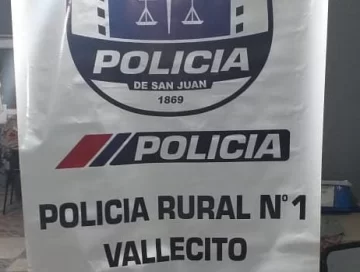 POLICIA
DE SAN JUAN
1869
POLICIA
POLICIA RURAL N° 1
VALLECITO